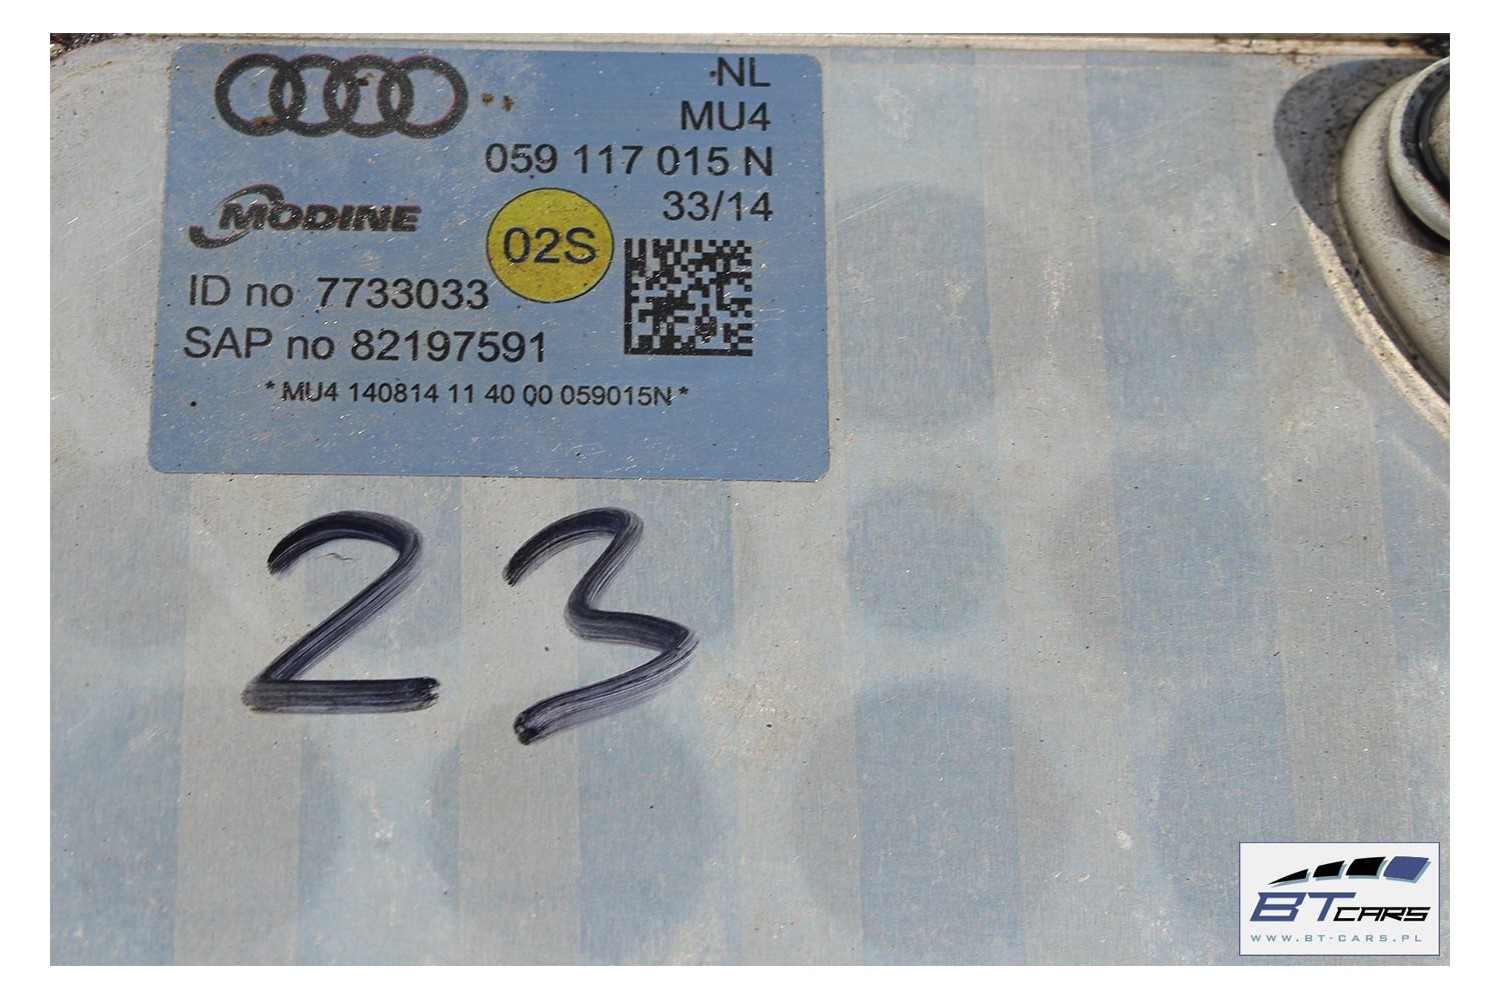 NL
MU4
059 117 015 N
33/14
MODINE
02S
ID no 7733033
SAP no 82197591
* MU4 140814 11 40 00 059015N *
23
BT CARS
WWW.BT-CARS.PL